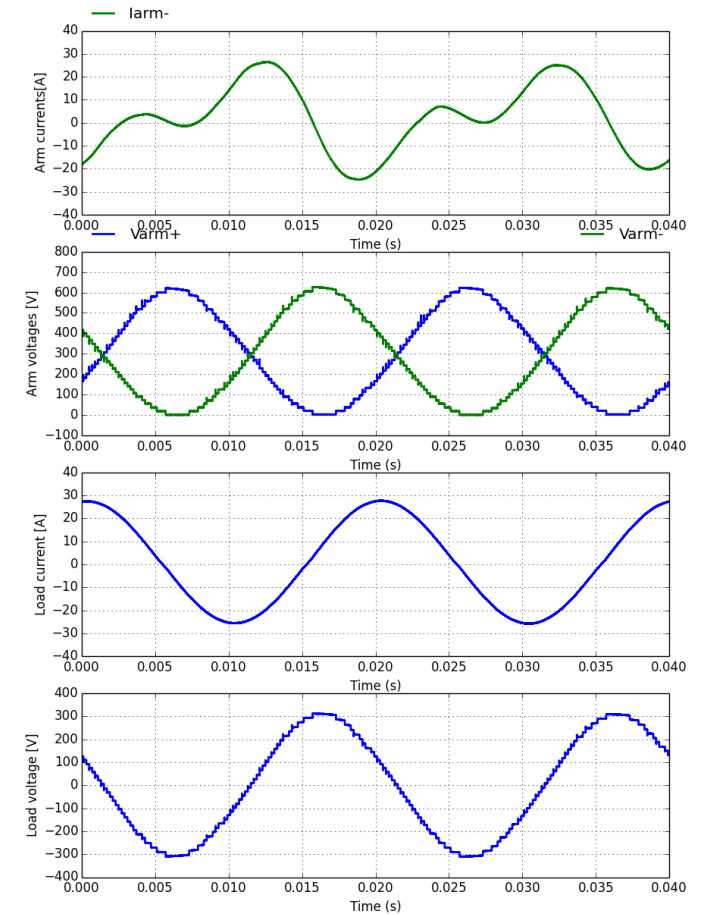 Iarm-
Arm currents[A]
40
30
20
10
0
−10
−20
−30
−40
0.000 0.005 0.010 0.015 0.020 0.025 0.030 0.035 0.040
Time (s)
Varm+ Varm-
Arm voltages [V]
800
700
600
500
400
300
200
100
0
−100
0.000 0.005 0.010 0.015 0.020 0.025 0.030 0.035 0.040
Time (s)
Load current [A]
40
30
20
10
0
−10
−20
−30
−40
0.000 0.005 0.010 0.015 0.020 0.025 0.030 0.035 0.040
Time (s)
Load voltage [V]
400
300
200
100
0
−100
−200
−300
−400
0.000 0.005 0.010 0.015 0.020 0.025 0.030 0.035 0.040
Time (s)